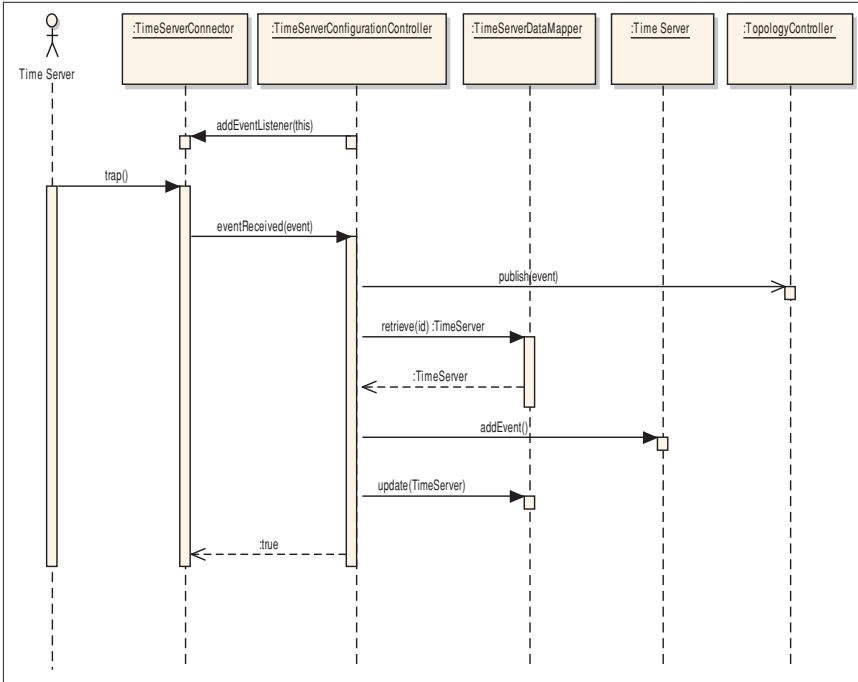 :TimeServerConnector
:TimeServerConfigurationController
:TimeServerDataMapper
:Time Server
:TopologyController
Time Server
addEventListener(this)
trap()
eventReceived(event)
publish(event)
retrieve(id) :TimeServer
:TimeServer
addEvent()
update(TimeServer)
:true